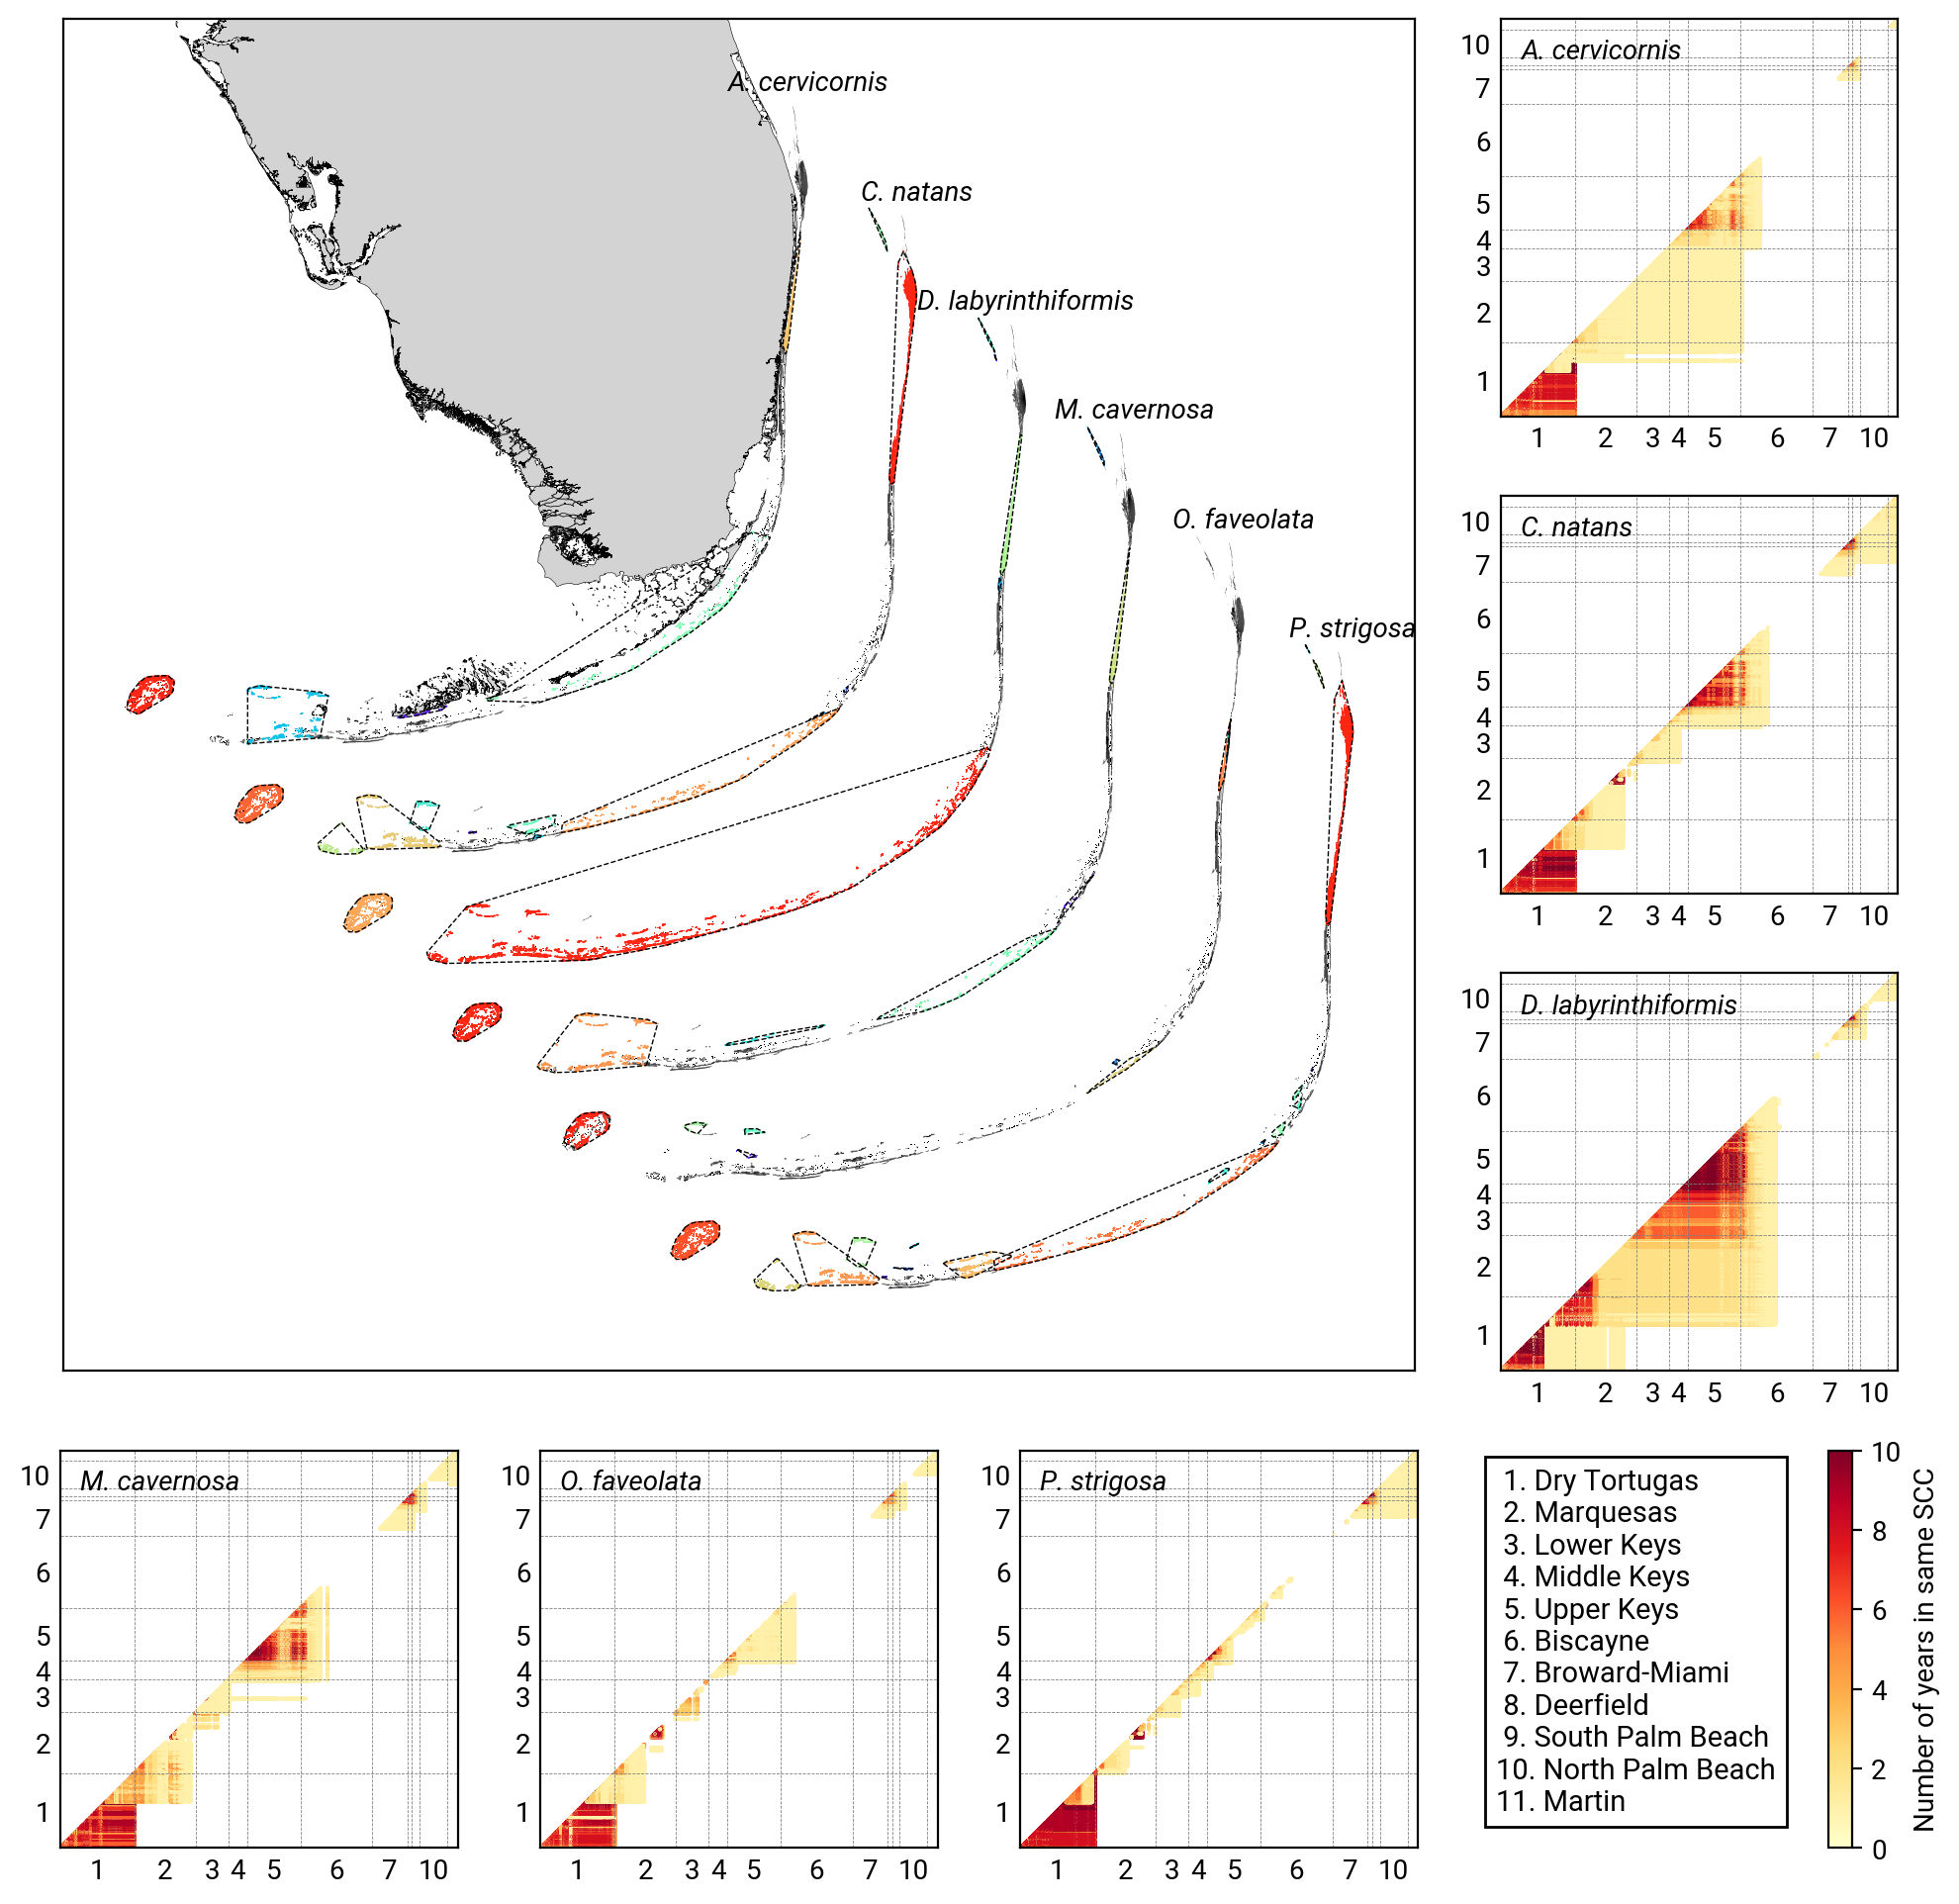 A. cervicornis
C. natans
D. labyrinthiformis
M. cavernosa
O. faveolata
P. strigosa
A. cervicornis
10
7
6
5
4
3
2
1
1 2 3 4 5 6 7 10
C. natans
10
7
6
5
4
3
2
1
1 2 3 4 5 6 7 10
D. labyrinthiformis
10
7
6
5
4
3
2
1
1 2 3 4 5 6 7 10
M. cavernosa
10
7
6
5
4
3
2
1
1 2 3 4 5 6 7 10
O. faveolata
10
7
6
5
4
3
2
1
1 2 3 4 5 6 7 10
P. strigosa
10
7
6
5
4
3
2
1
1 2 3 4 5 6 7 10
1. Dry Tortugas
2. Marquesas
3. Lower Keys
4. Middle Keys
5. Upper Keys
6. Biscayne
7. Broward-Miami
8. Deerfield
9. South Palm Beach
10. North Palm Beach
11. Martin
10
8
6
4
2
0
Number of years in same SCC